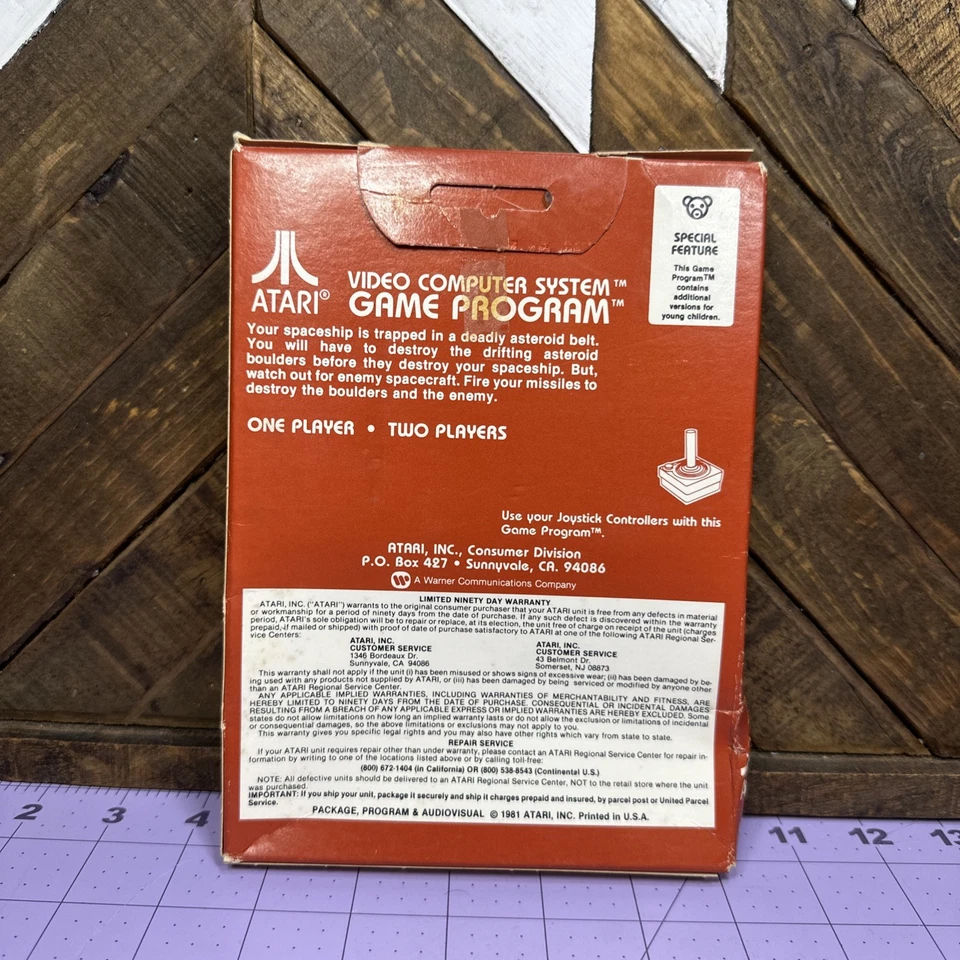 SPECIAL
FEATURE
This Game
Program™
contains
additional
versions for
young children.
ATARI®
VIDEO COMPUTER SYSTEM™
GAME PROGRAM™
Your spaceship is trapped in a deadly asteroid belt.
You will have to destroy the drifting asteroid
boulders before they destroy your spaceship. But,
watch out for enemy spacecraft. Fire your missiles to
destroy the boulders and the enemy.
ONE PLAYER • TWO PLAYERS
Use your Joystick Controllers with this
Game Program™.
ATARI, INC., Consumer Division
P.O. Box 427 • Sunnyvale, CA. 94086
A Warner Communications Company
LIMITED NINETY DAY WARRANTY
ATARI, INC. ("ATARI") warrants to the original consumer purchaser that your ATARI unit is free from any defects in material
or workmanship for a period of ninety days from the date of purchase. If any such defect is discovered within the warranty
period, ATARI's sole obligation will be to repair or replace, at its election, the unit free of charge on receipt of the unit (charges
prepaid, if mailed or shipped) with proof of date of purchase satisfactory to ATARI at one of the following ATARI Regional Ser-
vice Centers:
ATARI, INC.
CUSTOMER SERVICE
1346 Bordeaux Dr.
Sunnyvale, CA 94086
ATARI, INC.
CUSTOMER SERVICE
43 Belmont Dr.
Somerset, NJ 08873
This warranty shall not apply if the unit (i) has been misused or shows signs of excessive wear; (ii) has been damaged by be-
ing used with any products not supplied by ATARI, or (iii) has been damaged by being serviced or modified by anyone other
than an ATARI Regional Service Center.
ANY APPLICABLE IMPLIED WARRANTIES, INCLUDING WARRANTIES OF MERCHANTABILITY AND FITNESS, ARE
HEREBY LIMITED TO NINETY DAYS FROM THE DATE OF PURCHASE. CONSEQUENTIAL OR INCIDENTAL DAMAGES
RESULTING FROM A BREACH OF ANY APPLICABLE EXPRESS OR IMPLIED WARRANTIES ARE HEREBY EXCLUDED. Some
states do not allow limitations on how long an implied warranty lasts or do not allow the exclusion or limitations of incidental
or consequential damages, so the above limitations or exclusions may not apply to you.
This warranty gives you specific legal rights and you may also have other rights which vary from state to state.
REPAIR SERVICE
If your ATARI unit requires repair other than under warranty, please contact an ATARI Regional Service Center for repair in-
formation by writing to one of the locations listed above or by calling toll-free:
(800) 672-1404 (in California) OR (800) 538-8543 (Continental U.S.)
NOTE: All defective units should be delivered to an ATARI Regional Service Center, NOT to the retail store where the unit
was purchased.
IMPORTANT: If you ship your unit, package it securely and ship it charges prepaid and insured, by parcel post or United Parcel
Service.
PACKAGE, PROGRAM & AUDIOVISUAL © 1981 ATARI, INC. Printed in U.S.A.
2 3 4 11 12 13